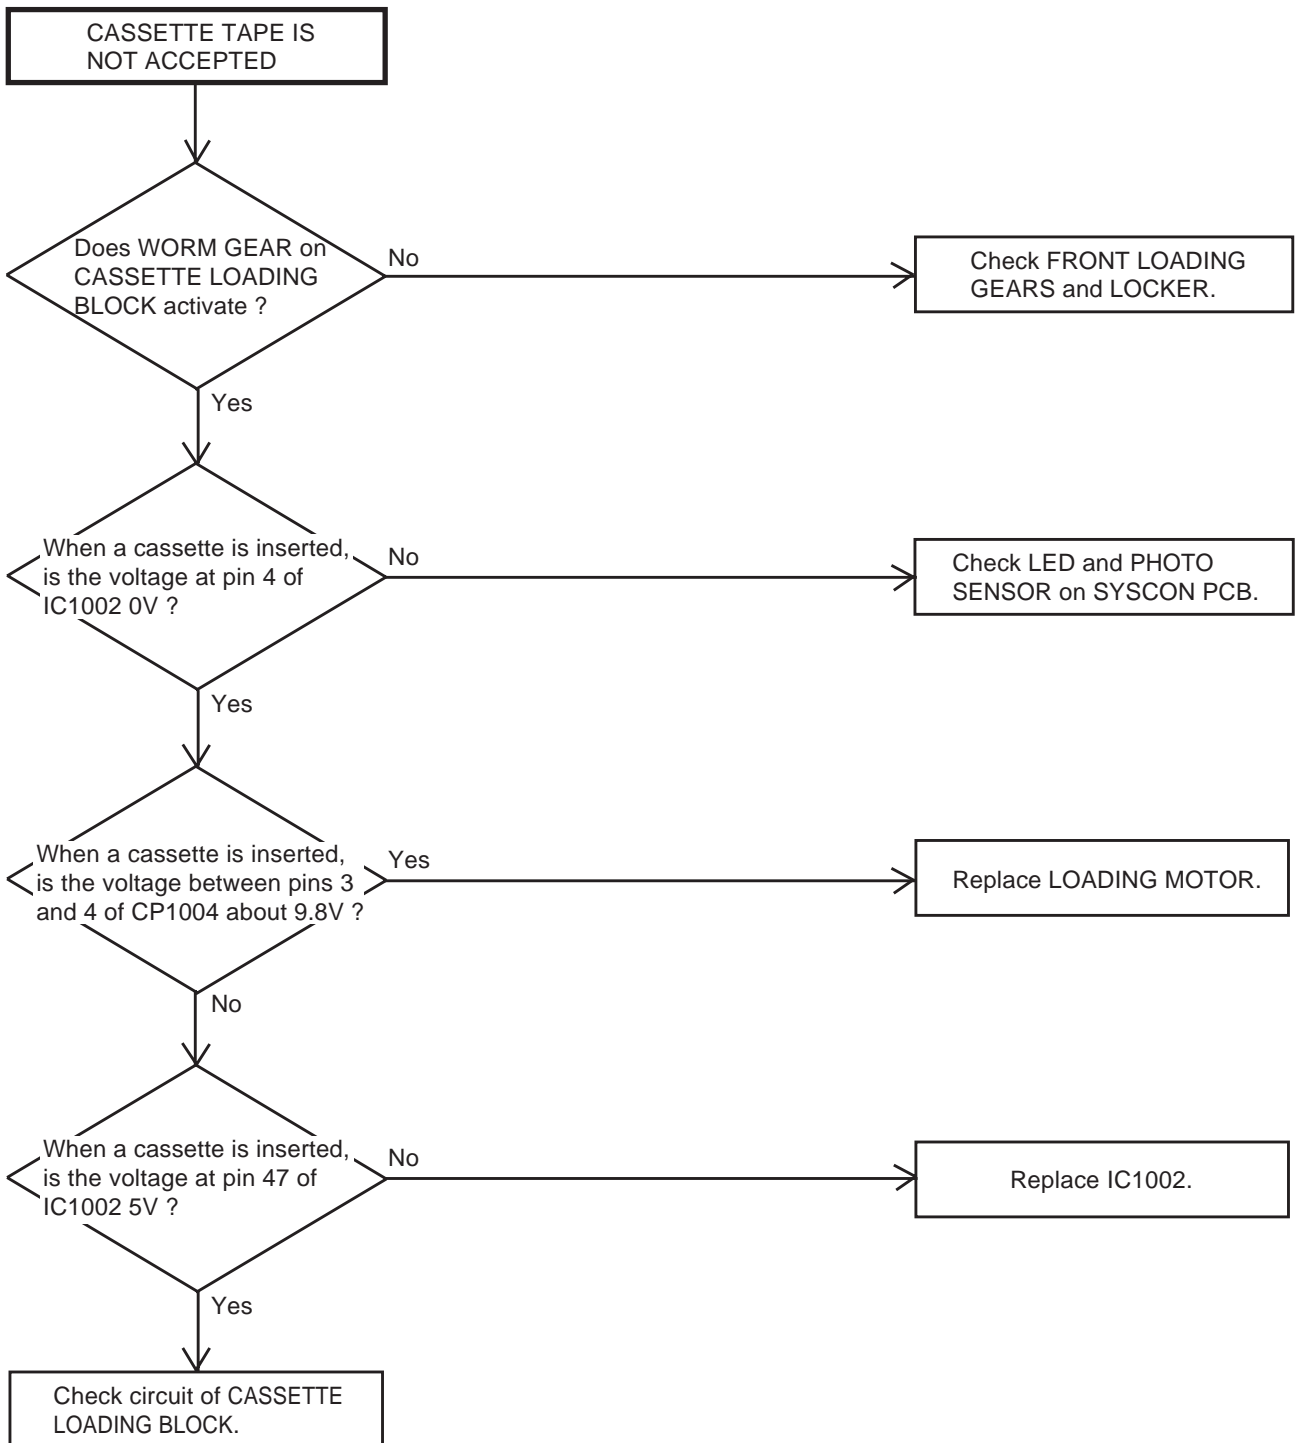 CASSETTE TAPE IS
NOT ACCEPTED
Does WORM GEAR on
CASSETTE LOADING
BLOCK activate ?
No
Check FRONT LOADING
GEARS and LOCKER.
Yes
When a cassette is inserted,
is the voltage at pin 4 of
IC1002 0V ?
No
Check LED and PHOTO
SENSOR on SYSCON PCB.
Yes
When a cassette is inserted,
is the voltage between pins 3
and 4 of CP1004 about 9.8V ?
Yes
Replace LOADING MOTOR.
No
When a cassette is inserted,
is the voltage at pin 47 of
IC1002 5V ?
No
Replace IC1002.
Yes
Check circuit of CASSETTE
LOADING BLOCK.